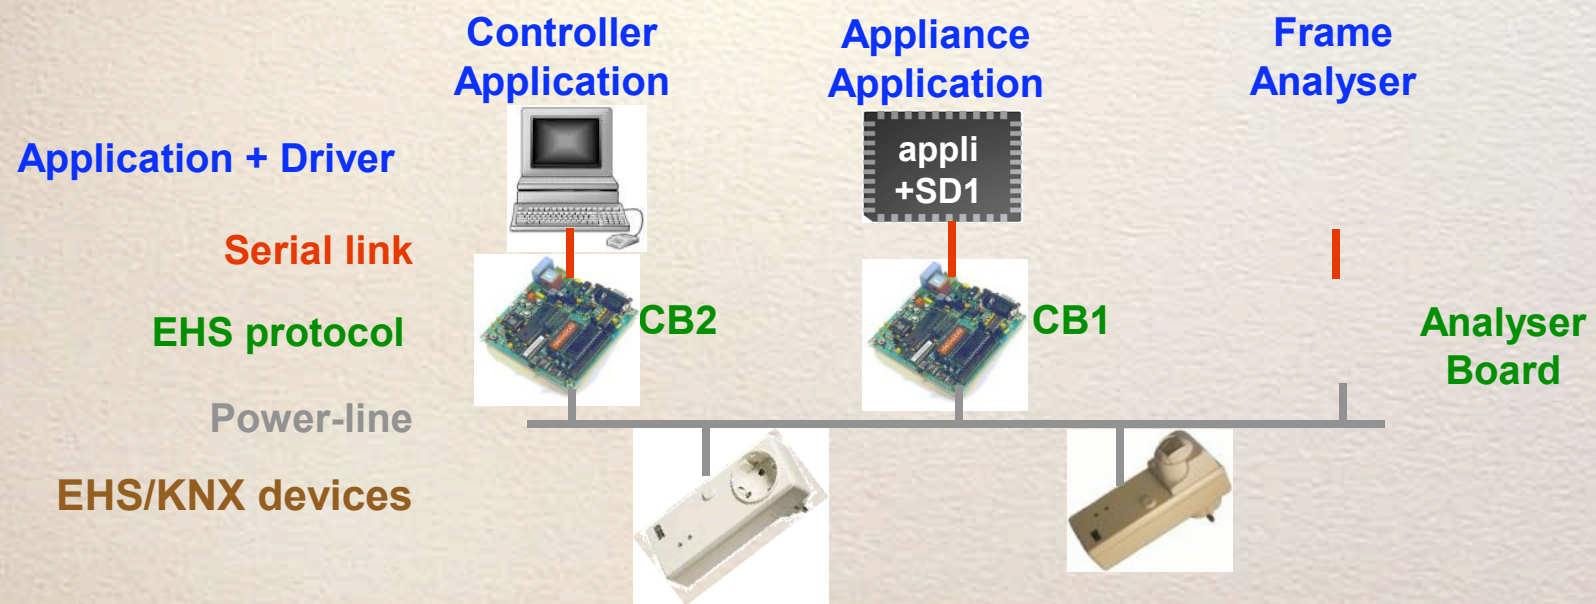 Controller
Application
Appliance
Application
Frame
Analyser
Application + Driver
appli
+SD1
Serial link
EHS protocol
CB2
CB1
Analyser
Board
Power-line
EHS/KNX devices